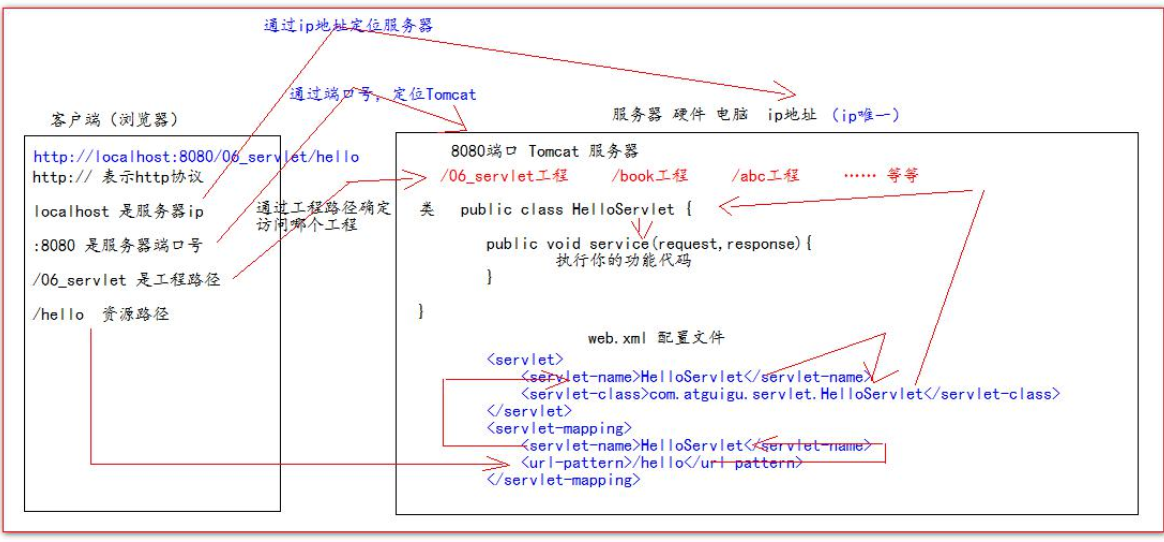 通过ip地址定位服务器
通过端口号,定位Tomcat
客户端（浏览器）
服务器 硬件 电脑 ip地址 （ip唯一）
http://localhost:8080/06_servlet/hello
http:// 表示http协议
localhost 是服务器ip
:8080 是服务器端口号
/06_servlet 是工程路径
/hello 资源路径
通过工程路径确定
访问哪个工程
8080端口 Tomcat 服务器
/06_servlet工程 /book工程 /abc工程 …… 等等
类 public class HelloServlet {
public void service(request,response){
执行你的功能代码
}
}
web.xml 配置文件
<servlet>
<servlet-name>HelloServlet</servlet-name>
<servlet-class>com.atguigu.servlet.HelloServlet</servlet-class>
</servlet>
<servlet-mapping>
<servlet-name>HelloServlet</servlet-name>
<url-pattern>/hello</url-pattern>
</servlet-mapping>